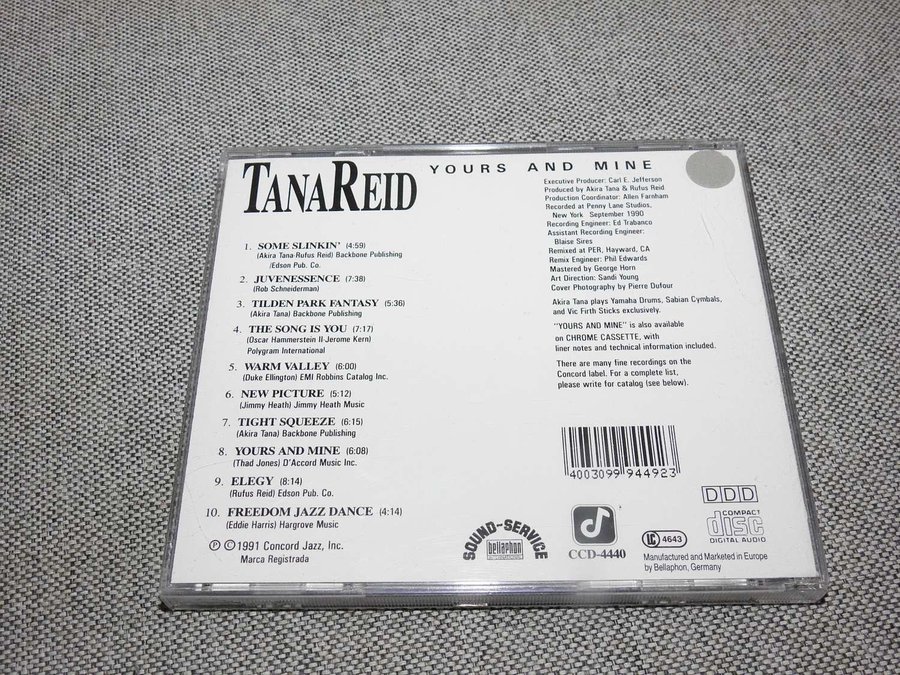 TANAREID YOURS AND MINE
1. SOME SLINKIN' (4:59)
(Akira Tana-Rufus Reid) Backbone Publishing
/Edson Pub. Co.
2. JUVENESSENCE (7:38)
(Rob Schneiderman)
3. TILDEN PARK FANTASY (5:36)
(Akira Tana) Backbone Publishing
4. THE SONG IS YOU (7:17)
(Oscar Hammerstein II-Jerome Kern)
Polygram International
5. WARM VALLEY (6:00)
(Duke Ellington) EMI Robbins Catalog Inc.
6. NEW PICTURE (5:12)
(Jimmy Heath) Jimmy Heath Music
7. TIGHT SQUEEZE (6:15)
(Akira Tana) Backbone Publishing
8. YOURS AND MINE (6:08)
(Thad Jones) D'Accord Music Inc.
9. ELEGY (8:14)
(Rufus Reid) Edson Pub. Co.
10. FREEDOM JAZZ DANCE (4:14)
(Eddie Harris) Hargrove Music
℗ ©1991 Concord Jazz, Inc.
Marca Registrada
Executive Producer: Carl E. Jefferson
Produced by Akira Tana & Rufus Reid
Production Coordinator: Allen Farnham
Recorded at Penny Lane Studios,
New York September 1990
Recording Engineer: Ed Trabanco
Assistant Recording Engineer:
Blaise Sires
Remixed at PER, Hayward, CA
Remix Engineer: Phil Edwards
Mastered by George Horn
Art Direction: Sandi Young
Cover Photography by Pierre Dufour
Akira Tana plays Yamaha Drums, Sabian Cymbals,
and Vic Firth Sticks exclusively.
"YOURS AND MINE" is also available
on CHROME CASSETTE, with
liner notes and technical information included.
There are many fine recordings on the
Concord label. For a complete list,
please write for catalog (see below).
4003099 944923
DDD
SOUND-SERVICE
bellaphon
CCD-4440
LC 4643
COMPACT
disc
DIGITAL AUDIO
Manufactured and Marketed in Europe
by Bellaphon, Germany